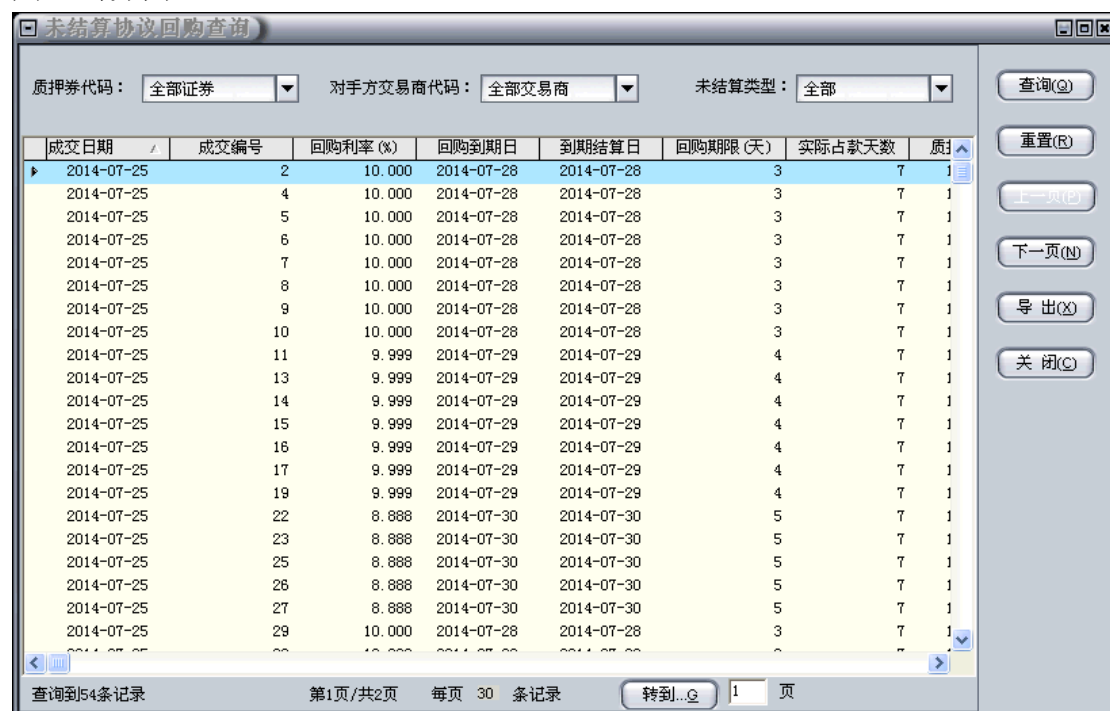 未结算协议回购查询
质押券代码： 全部证券 对手方交易商代码： 全部交易商 未结算类型： 全部
成交日期 成交编号 回购利率(%) 回购到期日 到期结算日 回购期限(天) 实际占款天数
2014-07-25 2 10.000 2014-07-28 2014-07-28 3 7 1
2014-07-25 4 10.000 2014-07-28 2014-07-28 3 7 1
2014-07-25 5 10.000 2014-07-28 2014-07-28 3 7 1
2014-07-25 6 10.000 2014-07-28 2014-07-28 3 7 1
2014-07-25 7 10.000 2014-07-28 2014-07-28 3 7 1
2014-07-25 8 10.000 2014-07-28 2014-07-28 3 7 1
2014-07-25 9 10.000 2014-07-28 2014-07-28 3 7 1
2014-07-25 10 10.000 2014-07-28 2014-07-28 3 7 1
2014-07-25 11 9.999 2014-07-29 2014-07-29 4 7 1
2014-07-25 13 9.999 2014-07-29 2014-07-29 4 7 1
2014-07-25 14 9.999 2014-07-29 2014-07-29 4 7 1
2014-07-25 15 9.999 2014-07-29 2014-07-29 4 7 1
2014-07-25 16 9.999 2014-07-29 2014-07-29 4 7 1
2014-07-25 17 9.999 2014-07-29 2014-07-29 4 7 1
2014-07-25 19 9.999 2014-07-29 2014-07-29 4 7 1
2014-07-25 22 8.888 2014-07-30 2014-07-30 5 7 1
2014-07-25 23 8.888 2014-07-30 2014-07-30 5 7 1
2014-07-25 25 8.888 2014-07-30 2014-07-30 5 7 1
2014-07-25 26 8.888 2014-07-30 2014-07-30 5 7 1
2014-07-25 27 8.888 2014-07-30 2014-07-30 5 7 1
2014-07-25 29 10.000 2014-07-28 2014-07-28 3 7 1
查询到54条记录 第1页/共2页 每页 30 条记录 转到...G 1 页
查询(Q)
重置(R)
上一页(P)
下一页(N)
导 出(X)
关 闭(C)